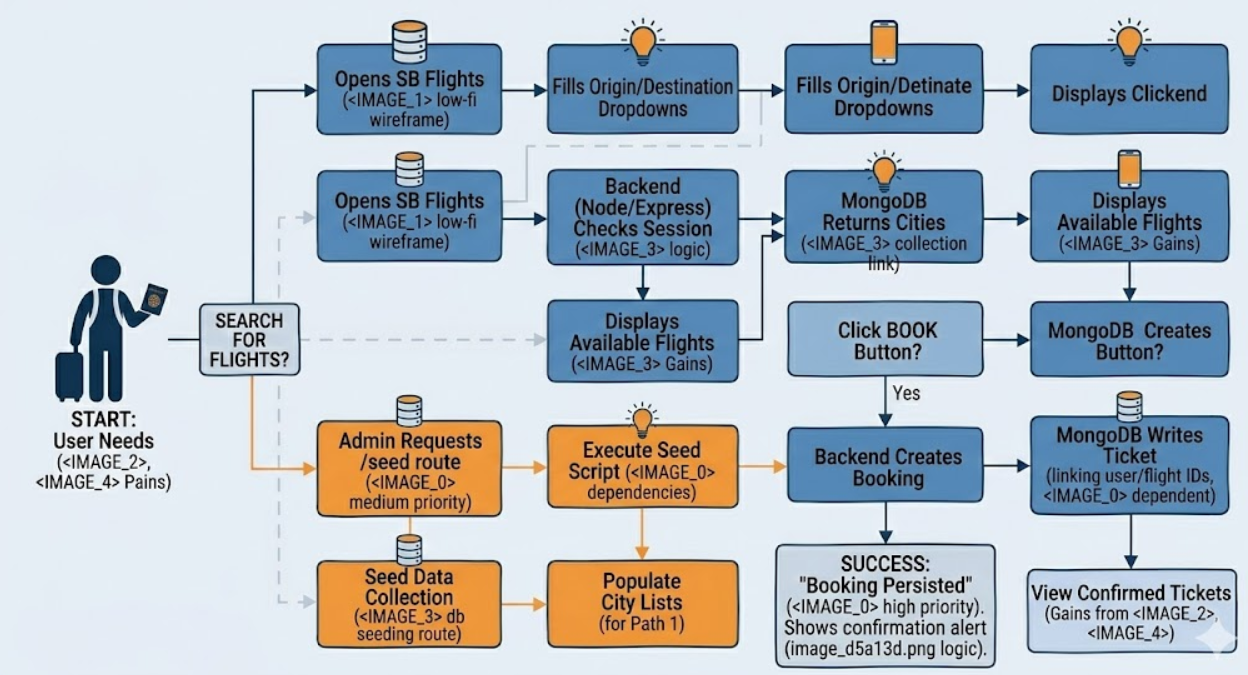 Opens SB Flights
(<IMAGE_1> low-fi
wireframe)
Fills Origin/Destination
Dropdowns
Fills Origin/Detinate
Dropdowns
Displays Clickend
Opens SB Flights
(<IMAGE_1> low-fi
wireframe)
Backend
(Node/Express)
Checks Session
(<IMAGE_3> logic)
MongoDB
Returns Cities
(<IMAGE_3> collection
link)
Displays
Available Flights
(<IMAGE_3> Gains)
SEARCH
FOR
FLIGHTS?
Displays
Available Flights
(<IMAGE_3> Gains)
Click BOOK
Button?
MongoDB Creates
Button?
Yes
START:
User Needs
(<IMAGE_2>,
<IMAGE_4> Pains)
Admin Requests
/seed route
(<IMAGE_0>
medium priority)
Execute Seed
Script (<IMAGE_0>
dependencies)
Backend Creates
Booking
MongoDB Writes
Ticket
(linking user/flight IDs,
<IMAGE_0> dependent)
Seed Data
Collection
(<IMAGE_3> db
seeding route)
Populate
City Lists
(for Path 1)
SUCCESS:
"Booking Persisted"
(<IMAGE_0> high priority).
Shows confirmation alert
(image_d5a13d.png logic).
View Confirmed Tickets
(Gains from <IMAGE_2>,
<IMAGE_4>)